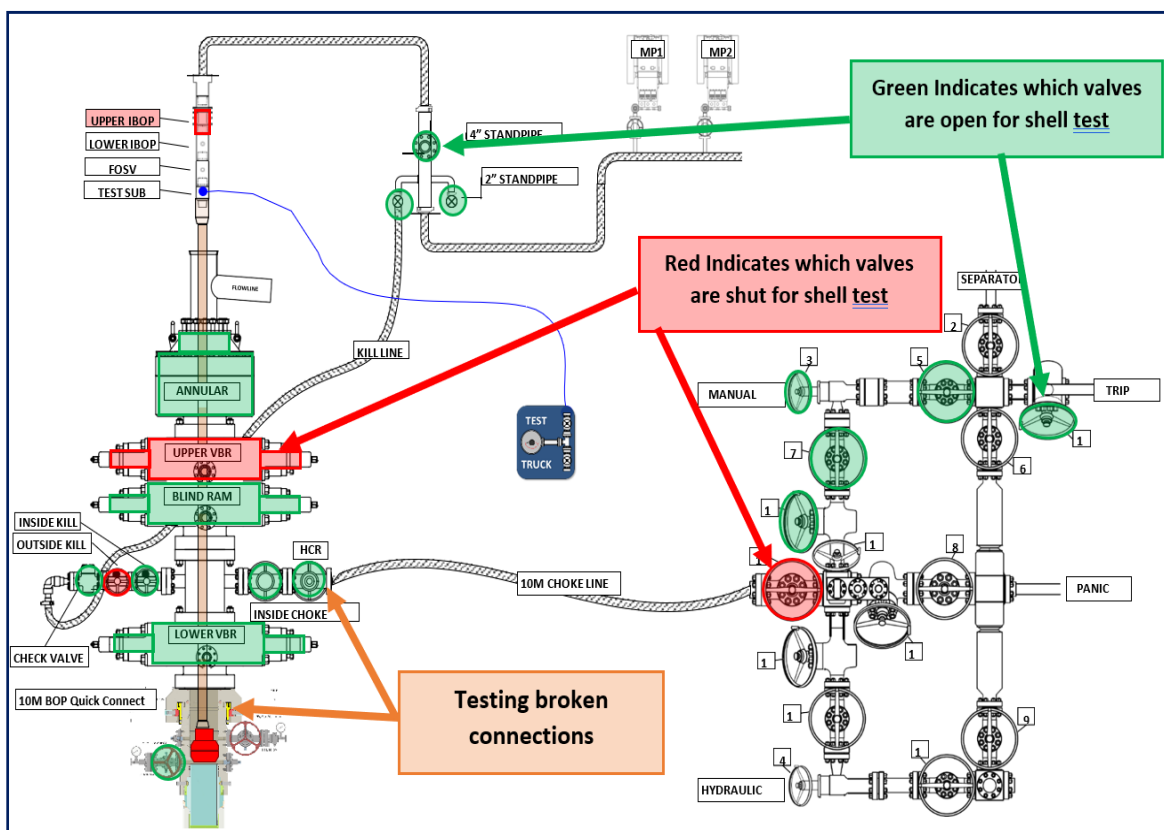 MP1
MP2
Green Indicates which valves
are open for shell test
UPPER IBOP
LOWER IBOP
FOSV
TEST SUB
4” STANDPIPE
2” STANDPIPE
FLOWLINE
Red Indicates which valves
are shut for shell test
SEPARATO
2
KILL LINE
3
5
MANUAL
TRIP
ANNULAR
1
TEST
TRUCK
UPPER VBR
7
6
BLIND RAM
1
INSIDE KILL
OUTSIDE KILL
HCR
1
8
10M CHOKE LINE
PANIC
INSIDE CHOKE
LOWER VBR
CHECK VALVE
1
1
10M BOP Quick Connect
Testing broken
connections
1
9
4
1
HYDRAULIC